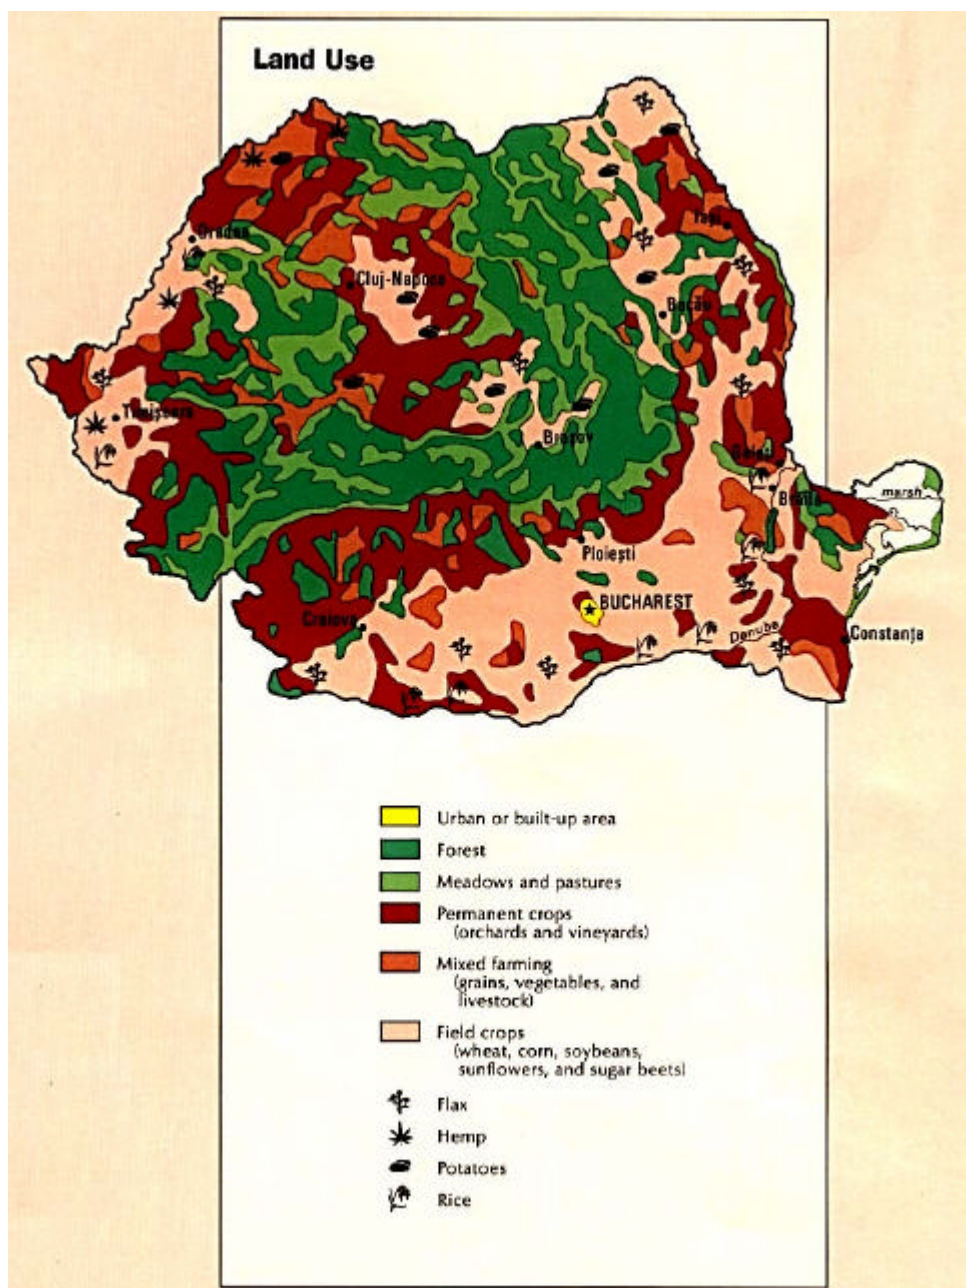 Land Use
Oradea
Cluj-Napoca
Iași
Bacău
Timișoara
Brașov
Galați
Brăila
marsh
Ploiești
BUCHAREST
Craiova
Danube
Constanța
Urban or built-up area
Forest
Meadows and pastures
Permanent crops
(orchards and vineyards)
Mixed farming
(grains, vegetables, and
livestock)
Field crops
(wheat, corn, soybeans,
sunflowers, and sugar beets)
Flax
Hemp
Potatoes
Rice